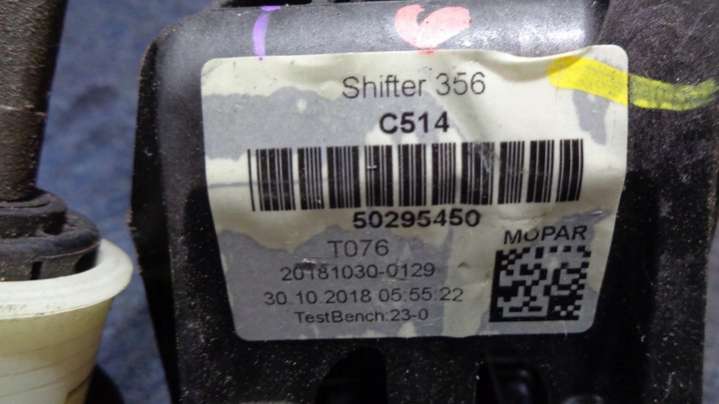 Shifter 356
C514
50295450
T076
MOPAR
20181030-0129
30.10.2018 05:55:22
TestBench:23-0